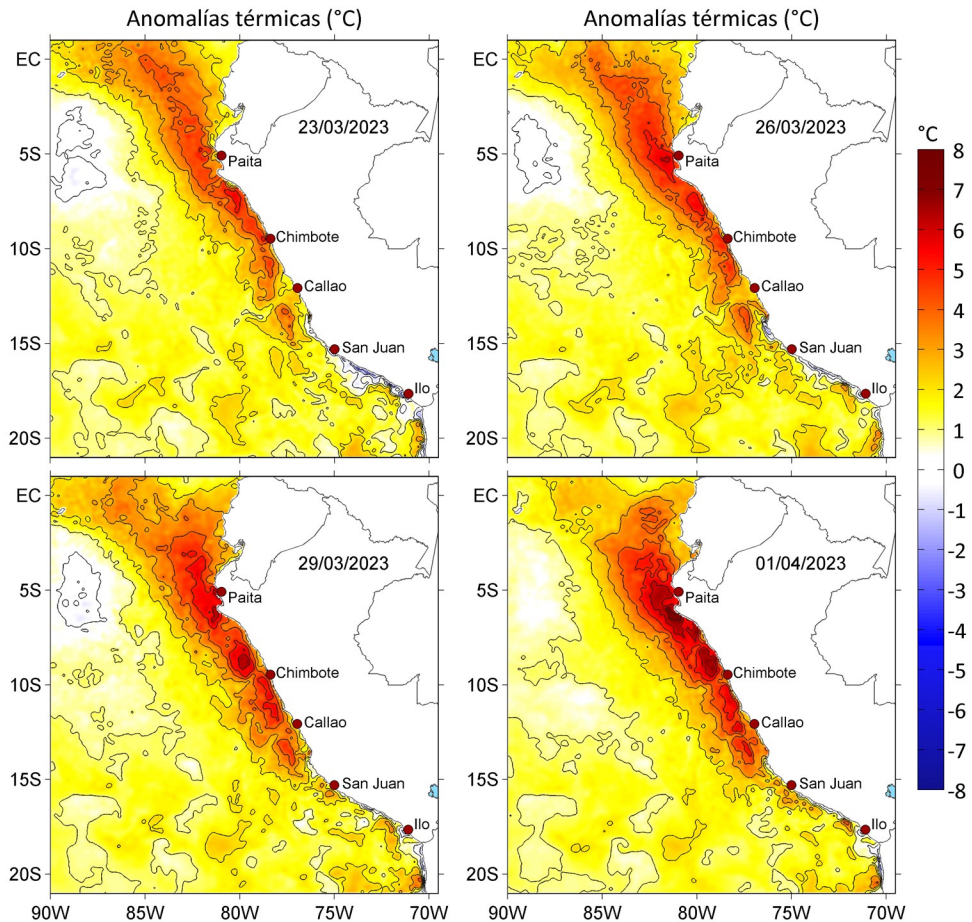 Anomalías térmicas (°C)
Anomalías térmicas (°C)
EC
5S
10S
15S
20S
23/03/2023
Paita
Chimbote
Callao
San Juan
Ilo
EC
5S
10S
15S
20S
26/03/2023
Paita
Chimbote
Callao
San Juan
Ilo
EC
5S
10S
15S
20S
29/03/2023
Paita
Chimbote
Callao
San Juan
Ilo
90W 85W 80W 75W 70W
EC
5S
10S
15S
20S
01/04/2023
Paita
Chimbote
Callao
San Juan
Ilo
90W 85W 80W 75W 70W
°C
8
7
6
5
4
3
2
1
0
-1
-2
-3
-4
-5
-6
-7
-8